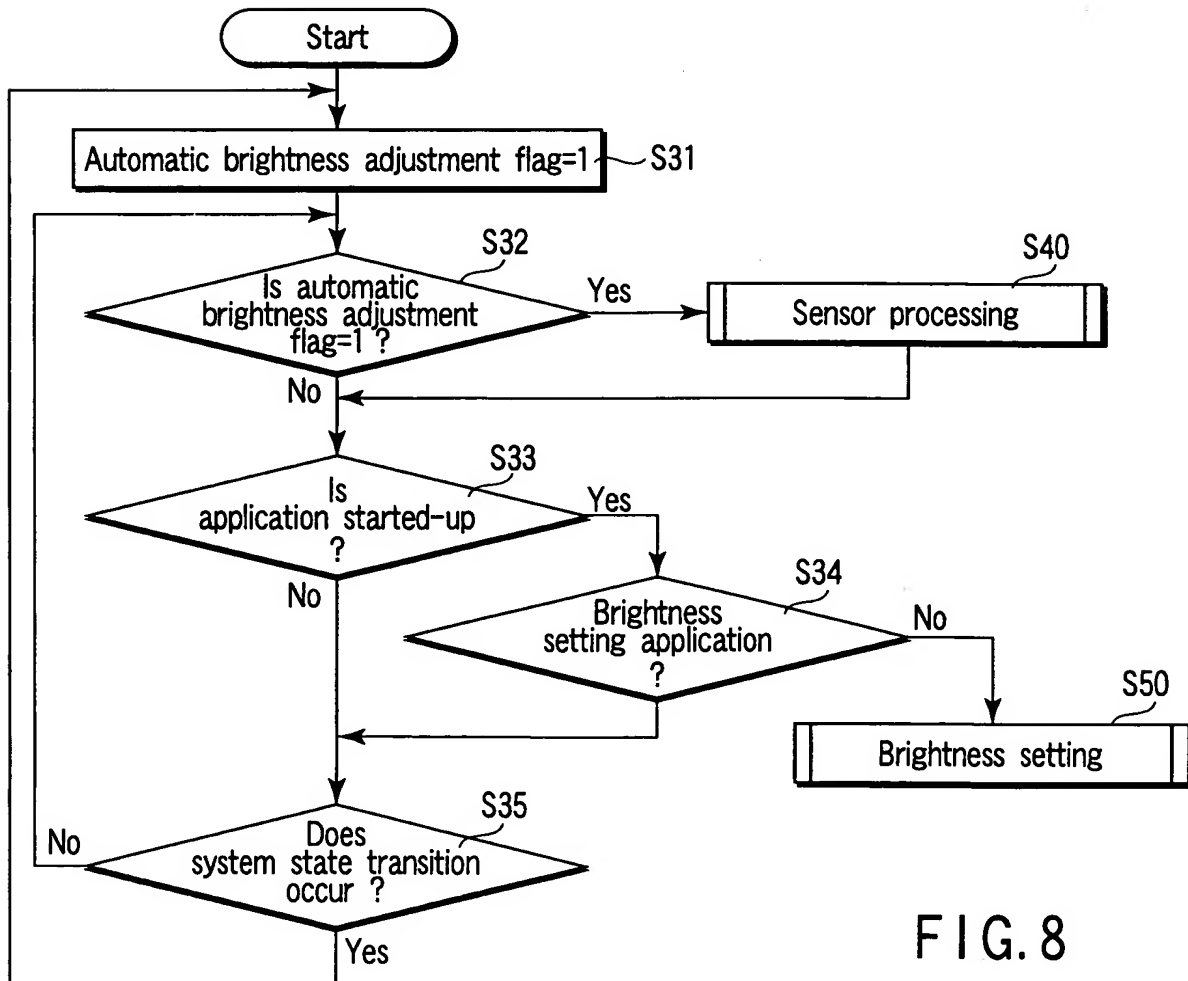 Start
Automatic brightness adjustment flag=1
S31
S32
Is automatic
brightness adjustment
flag=1 ?
Yes
S40
Sensor processing
No
S33
Is
application started-up
?
Yes
No
S34
Brightness
setting application
?
No
S50
Brightness setting
S35
Does
system state transition
occur ?
No
Yes
FIG. 8